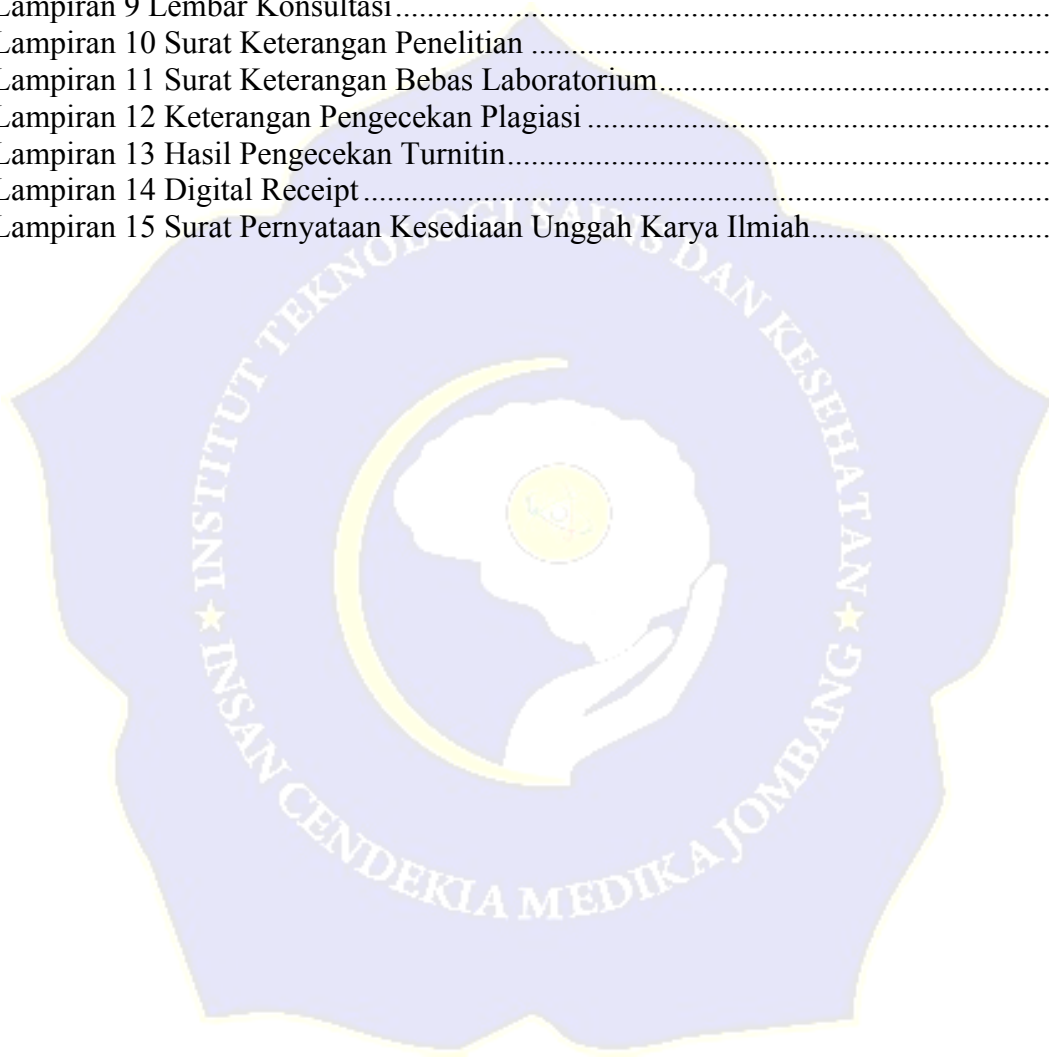 Lampiran 9 Lembar Konsultasi
Lampiran 10 Surat Keterangan Penelitian
Lampiran 11 Surat Keterangan Bebas Laboratorium
Lampiran 12 Keterangan Pengecekan Plagiasi
Lampiran 13 Hasil Pengecekan Turnitin
Lampiran 14 Digital Receipt
Lampiran 15 Surat Pernyataan Kesediaan Unggah Karya Ilmiah
INSTITUT TEKNOLOGI SAINS DAN KESEHATAN
INSAN CENDEKIA MEDIKA JOMBANG